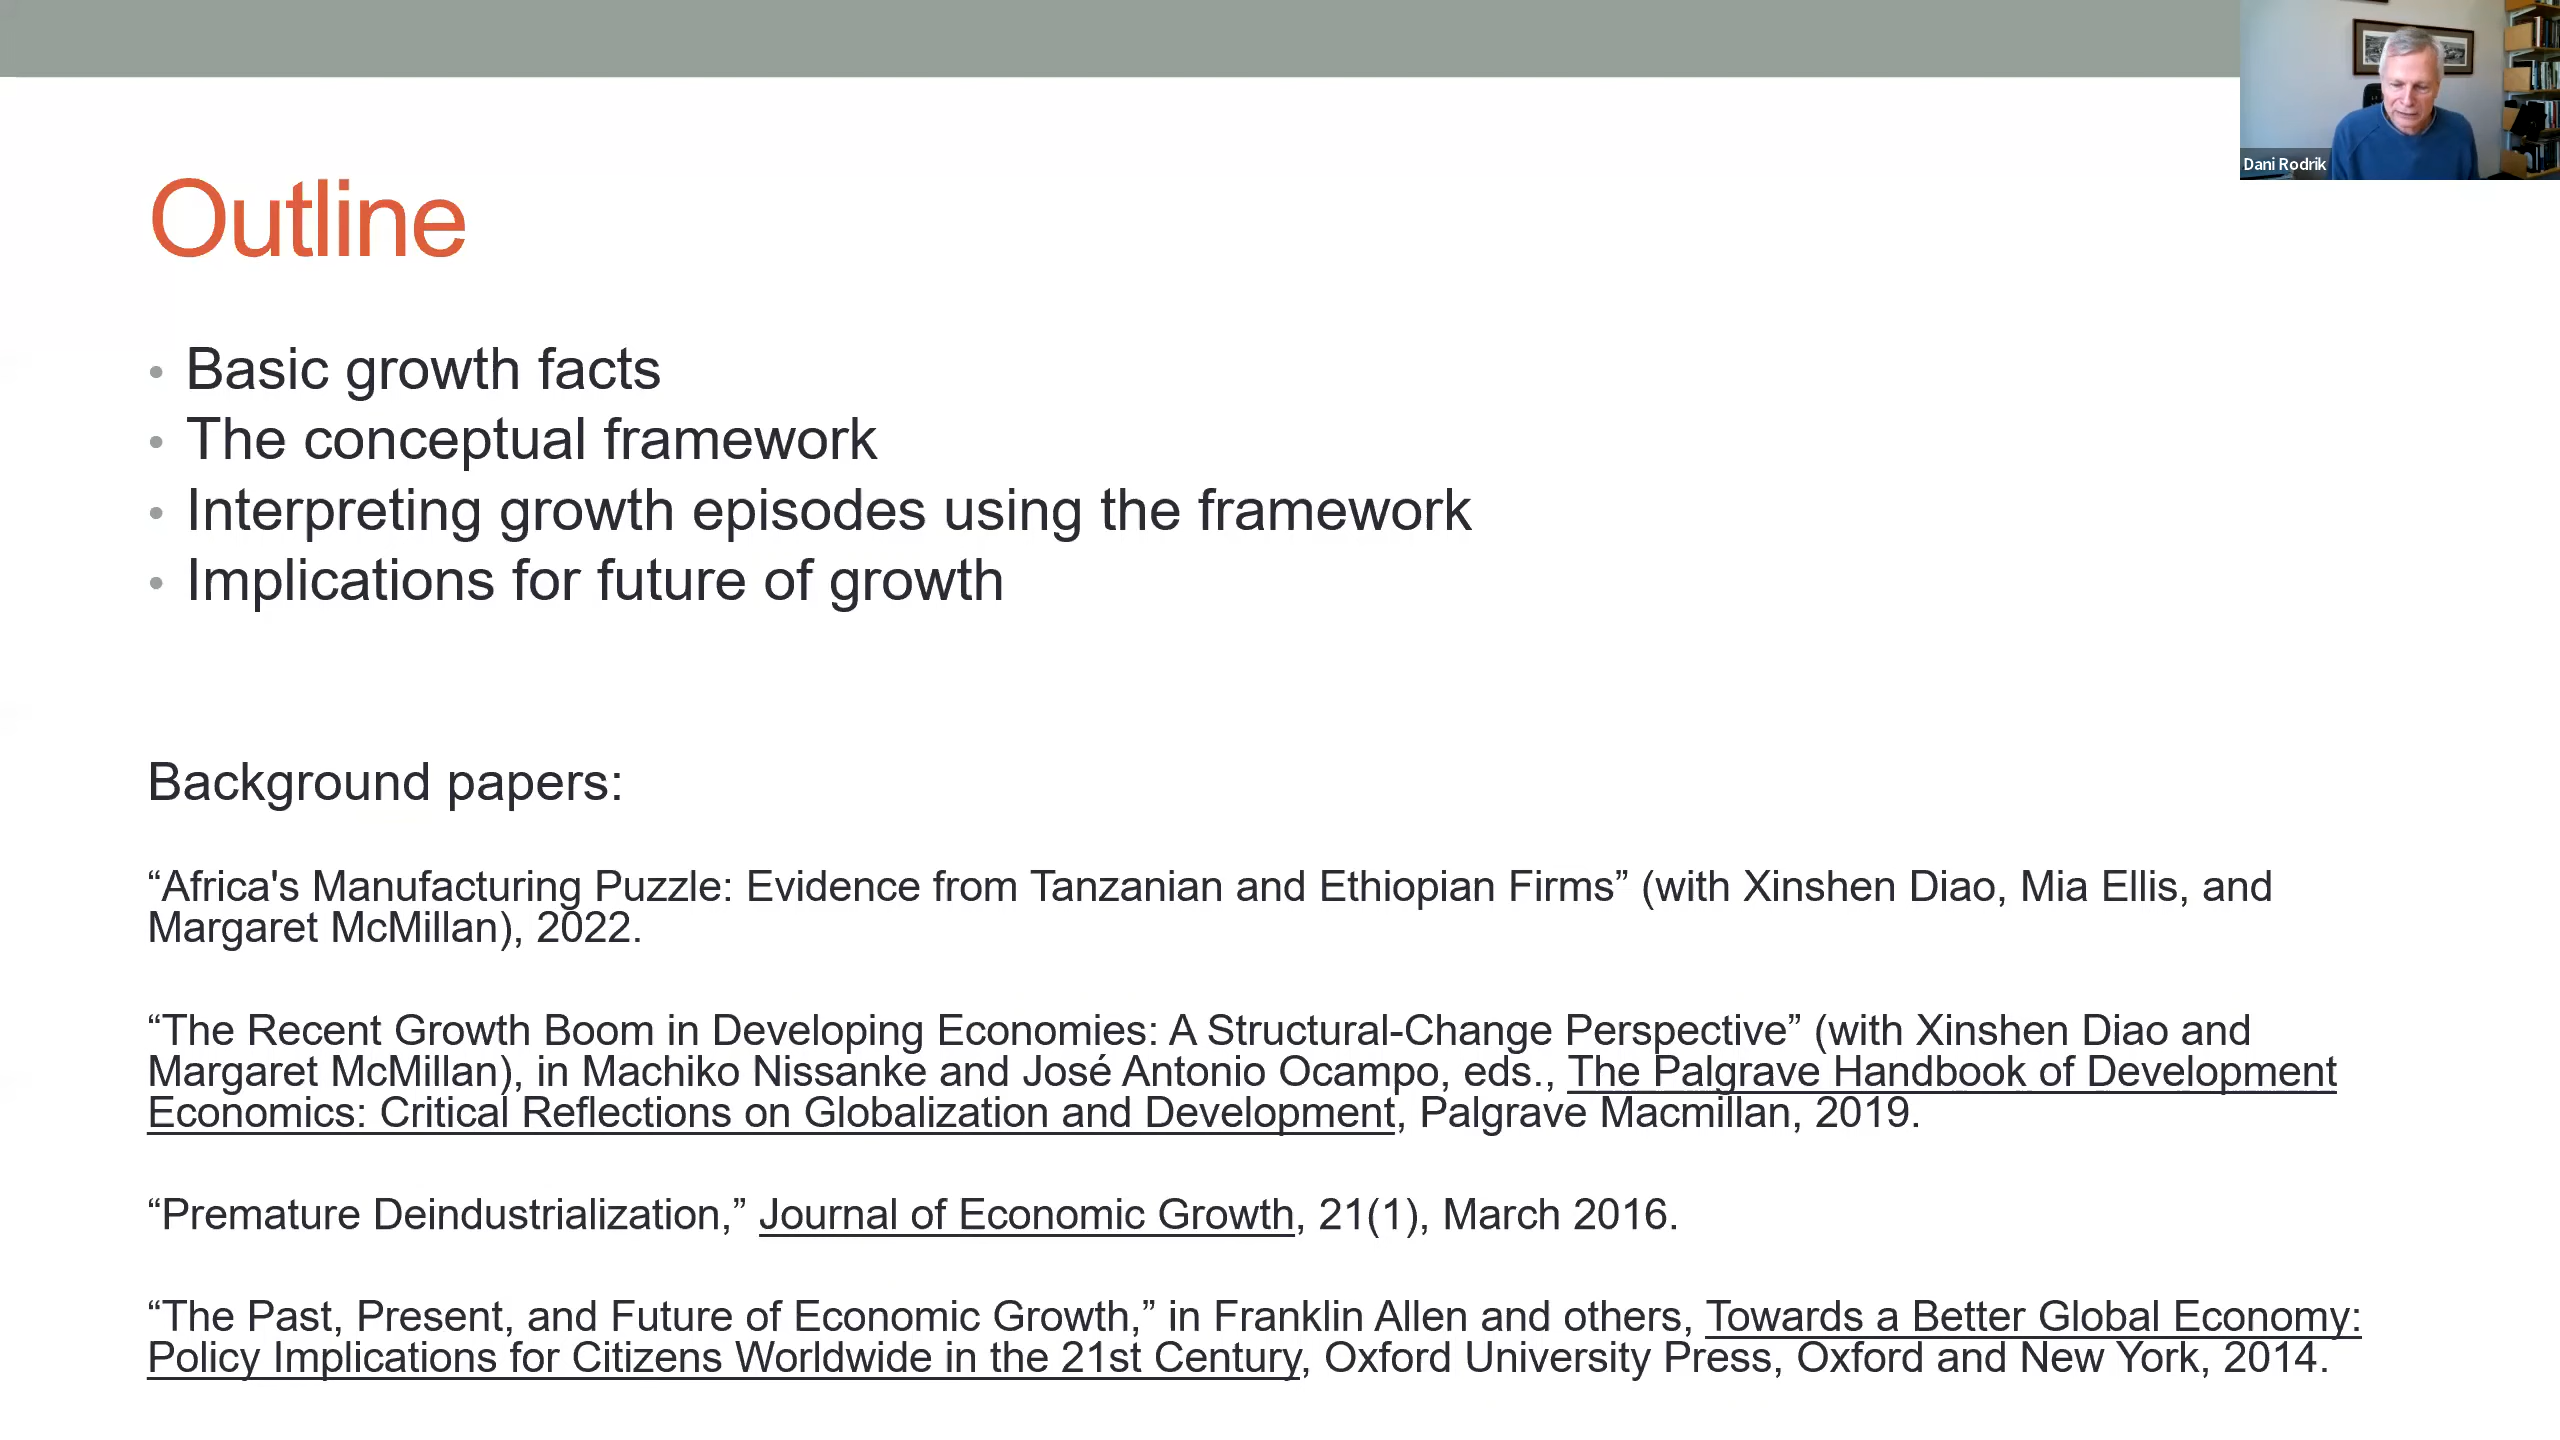 Dani Rodrik
Outline
• Basic growth facts
• The conceptual framework
• Interpreting growth episodes using the framework
• Implications for future of growth
Background papers:
“Africa's Manufacturing Puzzle: Evidence from Tanzanian and Ethiopian Firms” (with Xinshen Diao, Mia Ellis, and
Margaret McMillan), 2022.
“The Recent Growth Boom in Developing Economies: A Structural-Change Perspective” (with Xinshen Diao and
Margaret McMillan), in Machiko Nissanke and José Antonio Ocampo, eds., The Palgrave Handbook of Development
Economics: Critical Reflections on Globalization and Development, Palgrave Macmillan, 2019.
“Premature Deindustrialization,” Journal of Economic Growth, 21(1), March 2016.
“The Past, Present, and Future of Economic Growth,” in Franklin Allen and others, Towards a Better Global Economy:
Policy Implications for Citizens Worldwide in the 21st Century, Oxford University Press, Oxford and New York, 2014.